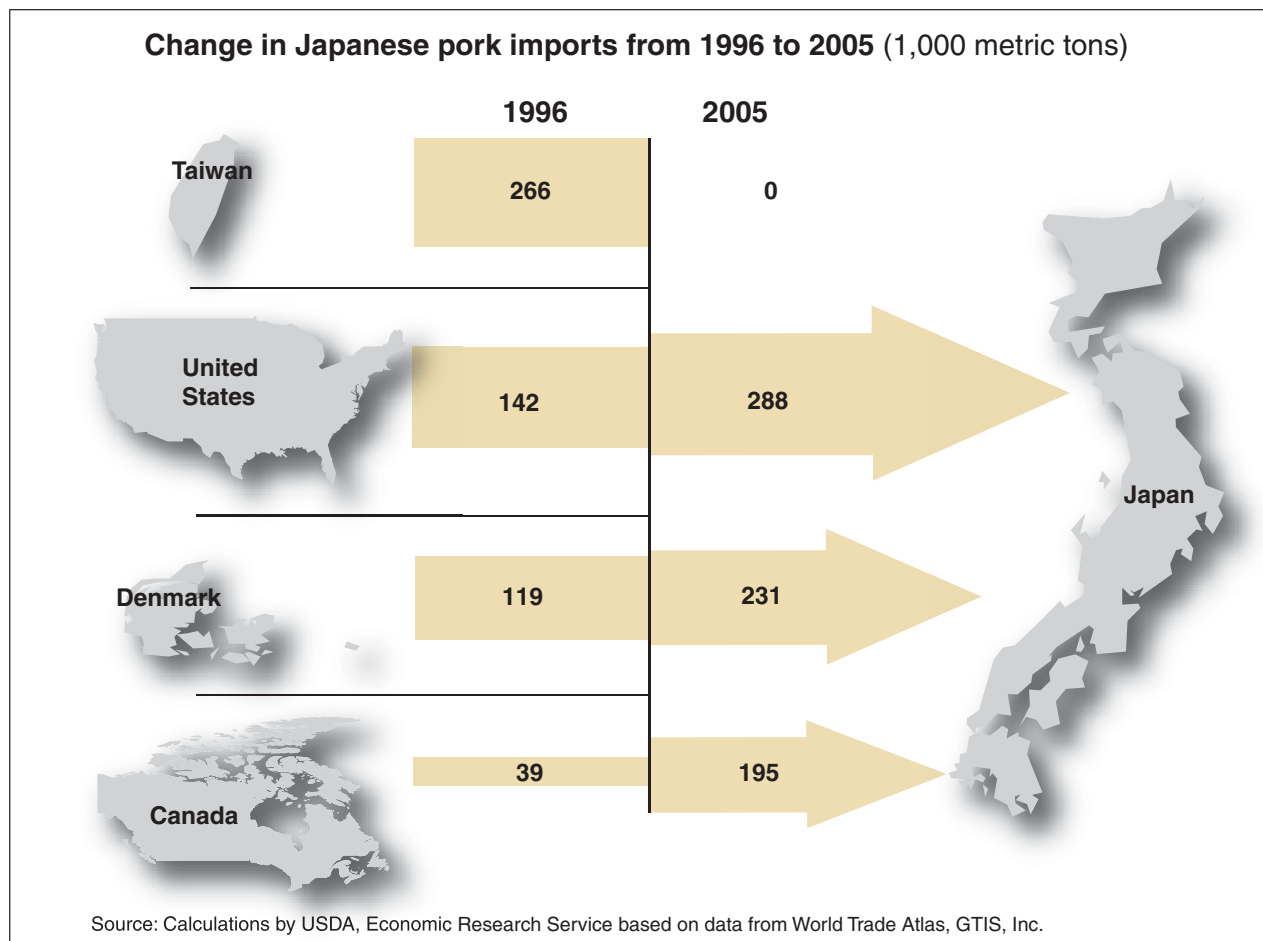 Change in Japanese pork imports from 1996 to 2005 (1,000 metric tons)
1996 2005
Taiwan
266 0
United
States
142 288
Japan
Denmark
119 231
39 195
Canada
Source: Calculations by USDA, Economic Research Service based on data from World Trade Atlas, GTIS, Inc.